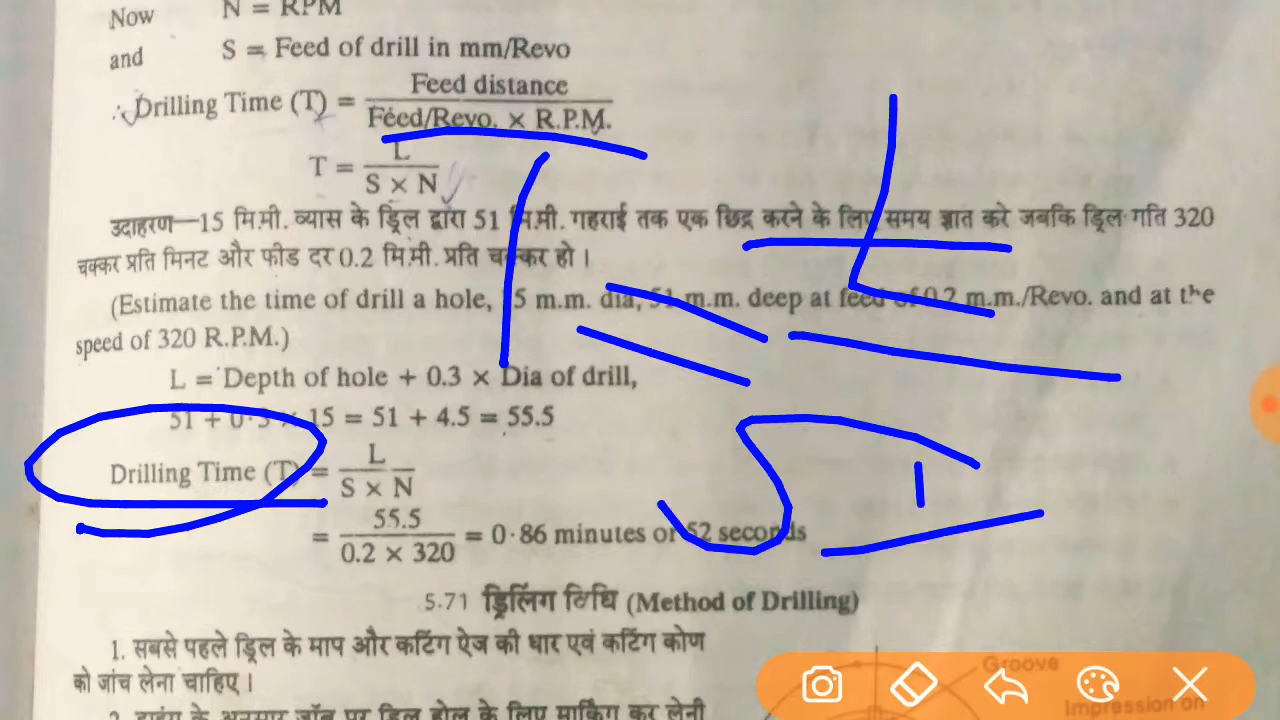 Now N = RPM
and S = Feed of drill in mm/Revo
∴ Drilling Time (T) = Feed distance
Feed/Revo. × R.P.M.
T = L
S × N
उदाहरण—15 मि.मी. व्यास के ड्रिल द्वारा 51 मि.मी. गहराई तक एक छिद्र करने के लिए समय ज्ञात करे जबकि ड्रिल गति 320
चक्कर प्रति मिनट और फीड दर 0.2 मि.मी. प्रति चक्कर हो।
(Estimate the time of drill a hole, 15 m.m. dia, 51 m.m. deep at feed of 0.2 m.m./Revo. and at the
speed of 320 R.P.M.)
L = Depth of hole + 0.3 × Dia of drill,
51 + 0·3 × 15 = 51 + 4.5 = 55.5
Drilling Time (T) = L
S × N
= 55.5
0.2 × 320 = 0·86 minutes or 52 seconds
5.71 ड्रिलिंग विधि (Method of Drilling)
1. सबसे पहले ड्रिल के माप और कटिंग ऐज की धार एवं कटिंग कोण
को जांच लेना चाहिए।
Groove
Impression on